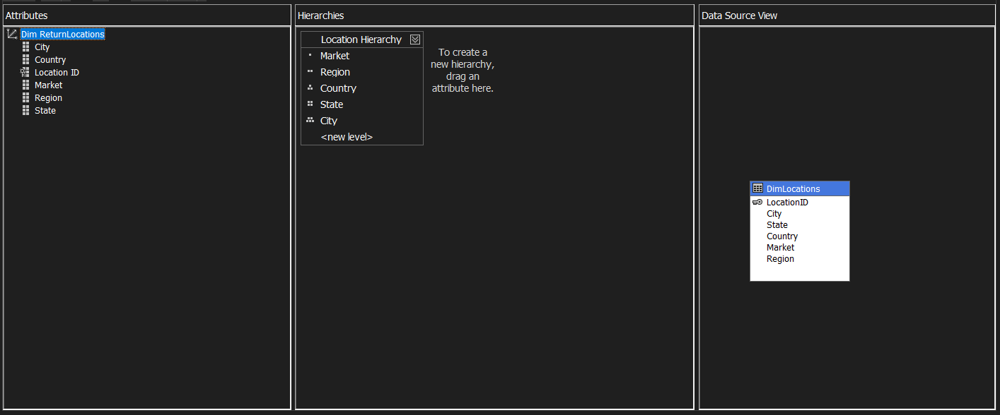 Attributes
Dim ReturnLocations
City
Country
Location ID
Market
Region
State
Hierarchies
Location Hierarchy
Market
Region
Country
State
City
<new level>
To create a
new hierarchy,
drag an
attribute here.
Data Source View
DimLocations
LocationID
City
State
Country
Market
Region